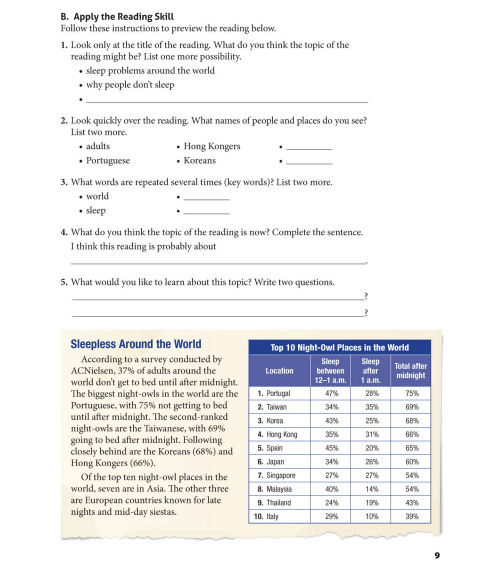 B. Apply the Reading Skill
Follow these instructions to preview the reading below.
1. Look only at the title of the reading. What do you think the topic of the
reading might be? List one more possibility.
• sleep problems around the world
• why people don't sleep
•
2. Look quickly over the reading. What names of people and places do you see?
List two more.
• adults • Hong Kongers •
• Portuguese • Koreans •
3. What words are repeated several times (key words)? List two more.
• world •
• sleep •
4. What do you think the topic of the reading is now? Complete the sentence.
I think this reading is probably about
.
5. What would you like to learn about this topic? Write two questions.
?
?
Sleepless Around the World
According to a survey conducted by
ACNielsen, 37% of adults around the
world don't get to bed until after midnight.
The biggest night-owls in the world are the
Portuguese, with 75% not getting to bed
until after midnight. The second-ranked
night-owls are the Taiwanese, with 69%
going to bed after midnight. Following
closely behind are the Koreans (68%) and
Hong Kongers (66%).
Of the top ten night-owl places in the
world, seven are in Asia. The other three
are European countries known for late
nights and mid-day siestas.
Top 10 Night-Owl Places in the World
Location Sleep between 12–1 a.m. Sleep after 1 a.m. Total after midnight
1. Portugal 47% 28% 75%
2. Taiwan 34% 35% 69%
3. Korea 43% 25% 68%
4. Hong Kong 35% 31% 66%
5. Spain 45% 20% 65%
6. Japan 34% 26% 60%
7. Singapore 27% 27% 54%
8. Malaysia 40% 14% 54%
9. Thailand 24% 19% 43%
10. Italy 29% 10% 39%
9